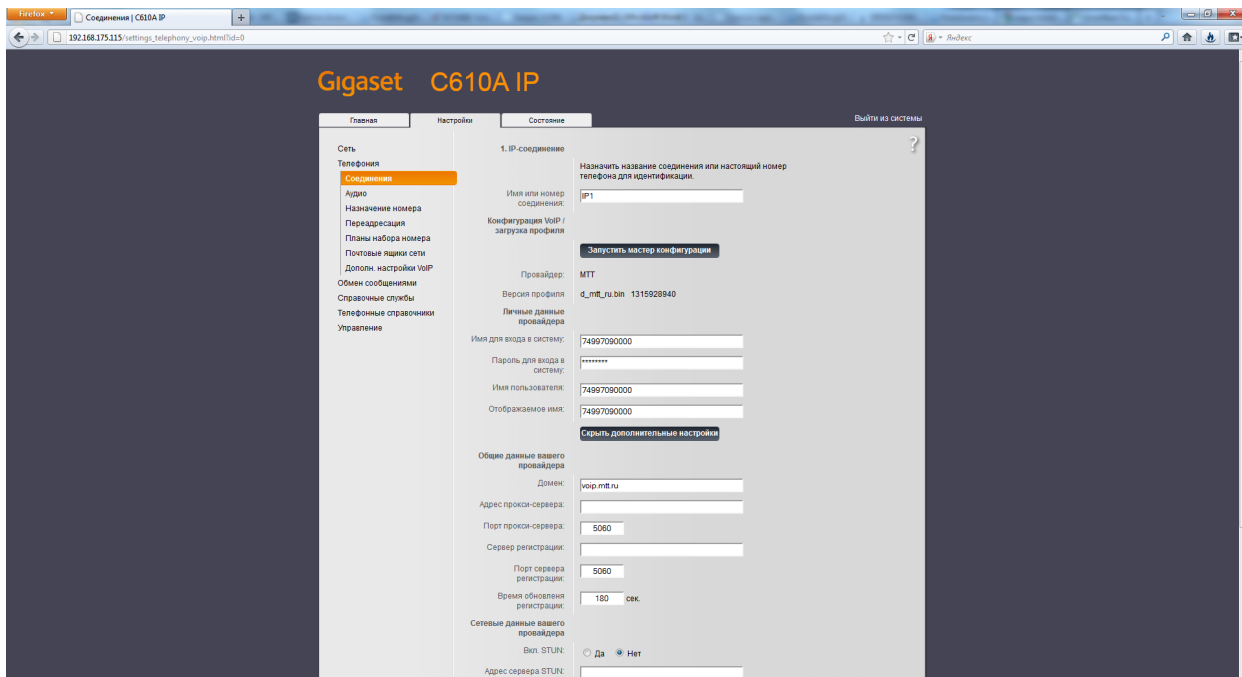 Firefox
Соединения | C610A IP
192.168.175.115/settings_telephony_voip.html?id=0
Яндекс
Gigaset C610A IP
Главная
Настройки
Состояние
Выйти из системы
?
Сеть
Телефония
Соединения
Аудио
Назначение номера
Переадресация
Планы набора номера
Почтовые ящики сети
Дополн. настройки VoIP
Обмен сообщениями
Справочные службы
Телефонные справочники
Управление
1. IP-соединение
Назначить название соединения или настоящий номер
телефона для идентификации.
Имя или номер
соединения:
IP1
Конфигурация VoIP /
загрузка профиля
Запустить мастер конфигурации
Провайдер:
МТТ
Версия профиля
d_mtt_ru.bin 1315928940
Личные данные
провайдера
Имя для входа в систему:
74997090000
Пароль для входа в
систему:
********
Имя пользователя:
74997090000
Отображаемое имя:
74997090000
Скрыть дополнительные настройки
Общие данные вашего
провайдера
Домен:
voip.mtt.ru
Адрес прокси-сервера:
Порт прокси-сервера:
5060
Сервер регистрации:
Порт сервера
регистрации:
5060
Время обновленя
регистрации:
180 сек.
Сетевые данные вашего
провайдера
Вкл. STUN:
Да
Нет
Адрес сервера STUN: